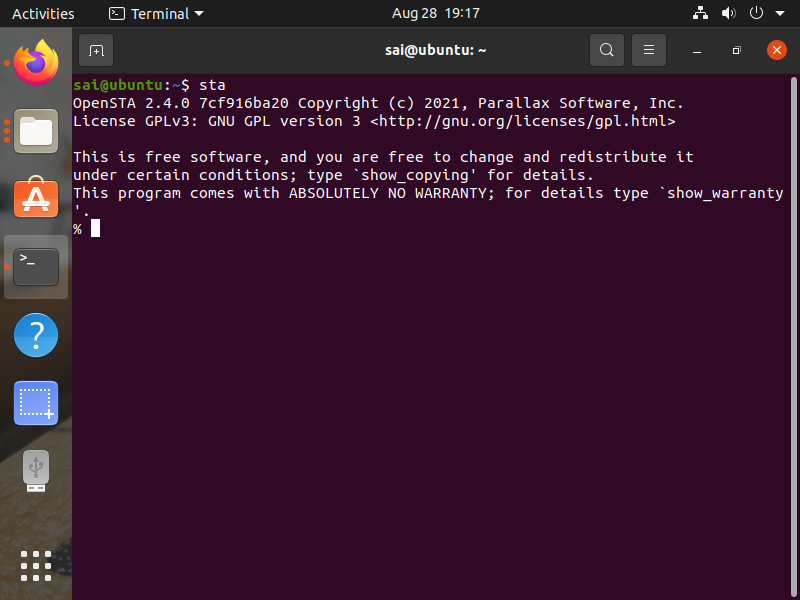 Activities Terminal Aug 28 19:17
sai@ubuntu: ~
sai@ubuntu:~$ sta
OpenSTA 2.4.0 7cf916ba20 Copyright (c) 2021, Parallax Software, Inc.
License GPLv3: GNU GPL version 3 <http://gnu.org/licenses/gpl.html>
This is free software, and you are free to change and redistribute it
under certain conditions; type `show_copying' for details.
This program comes with ABSOLUTELY NO WARRANTY; for details type `show_warranty
'.
%
>_
?